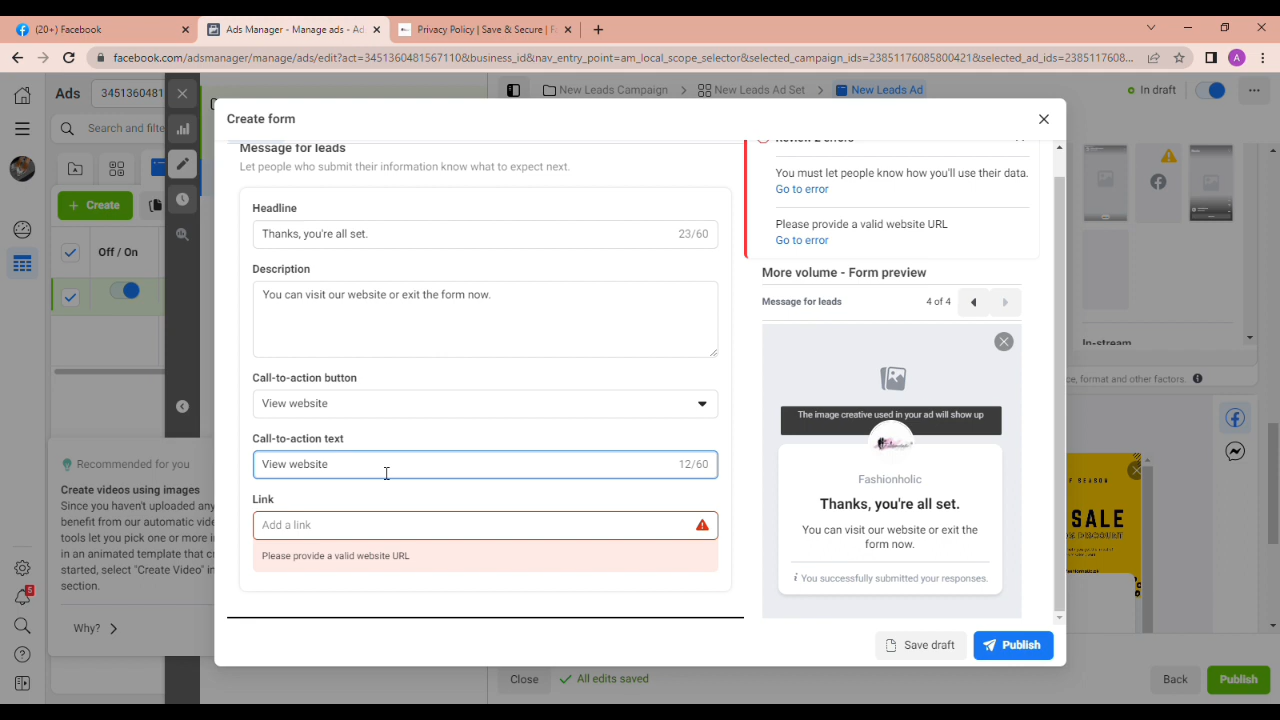 (20+) Facebook
Ads Manager - Manage ads - Ad
Privacy Policy | Save & Secure | F
facebook.com/adsmanager/manage/ads/edit?act=3451360481567110&business_id&nav_entry_point=am_local_scope_selector&selected_campaign_ids=23851176085800421&selected_ad_ids=2385117608...
A
Ads
3451360481
New Leads Campaign
New Leads Ad Set
New Leads Ad
In draft
Search and filte
Create
Off / On
Create form
Message for leads
Let people who submit their information know what to expect next.
Headline
Thanks, you're all set.
23/60
Description
You can visit our website or exit the form now.
Call-to-action button
View website
Call-to-action text
View website
12/60
Link
Add a link
Please provide a valid website URL
Review 2 errors
You must let people know how you'll use their data.
Go to error
Please provide a valid website URL
Go to error
More volume - Form preview
Message for leads
4 of 4
The image creative used in your ad will show up
Fashionholic
Thanks, you're all set.
You can visit our website or exit the
form now.
i You successfully submitted your responses.
Save draft
Publish
Recommended for you
Create videos using images
Since you haven't uploaded any
benefit from our automatic vide
tools let you pick one or more i
in an animated template that cr
started, select "Create Video" in
section.
Why?
5
In-stream
ce, format and other factors.
SALE
Close
All edits saved
Back
Publish